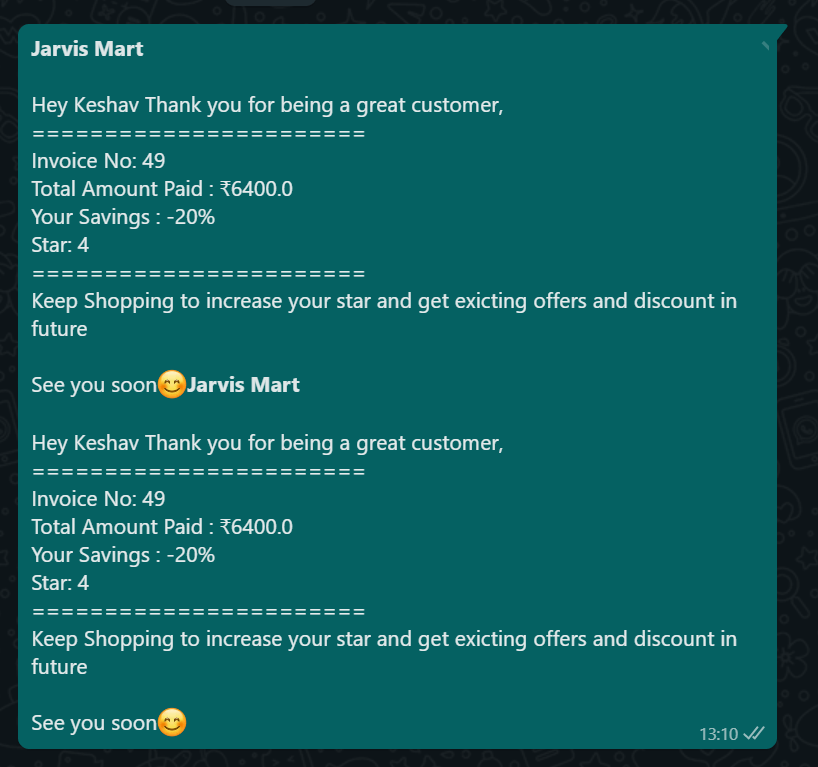 Jarvis Mart
Hey Keshav Thank you for being a great customer,
=======================
Invoice No: 49
Total Amount Paid : ₹6400.0
Your Savings : -20%
Star: 4
=======================
Keep Shopping to increase your star and get exicting offers and discount in
future
See you soon😊Jarvis Mart
Hey Keshav Thank you for being a great customer,
=======================
Invoice No: 49
Total Amount Paid : ₹6400.0
Your Savings : -20%
Star: 4
=======================
Keep Shopping to increase your star and get exicting offers and discount in
future
See you soon😊
13:10